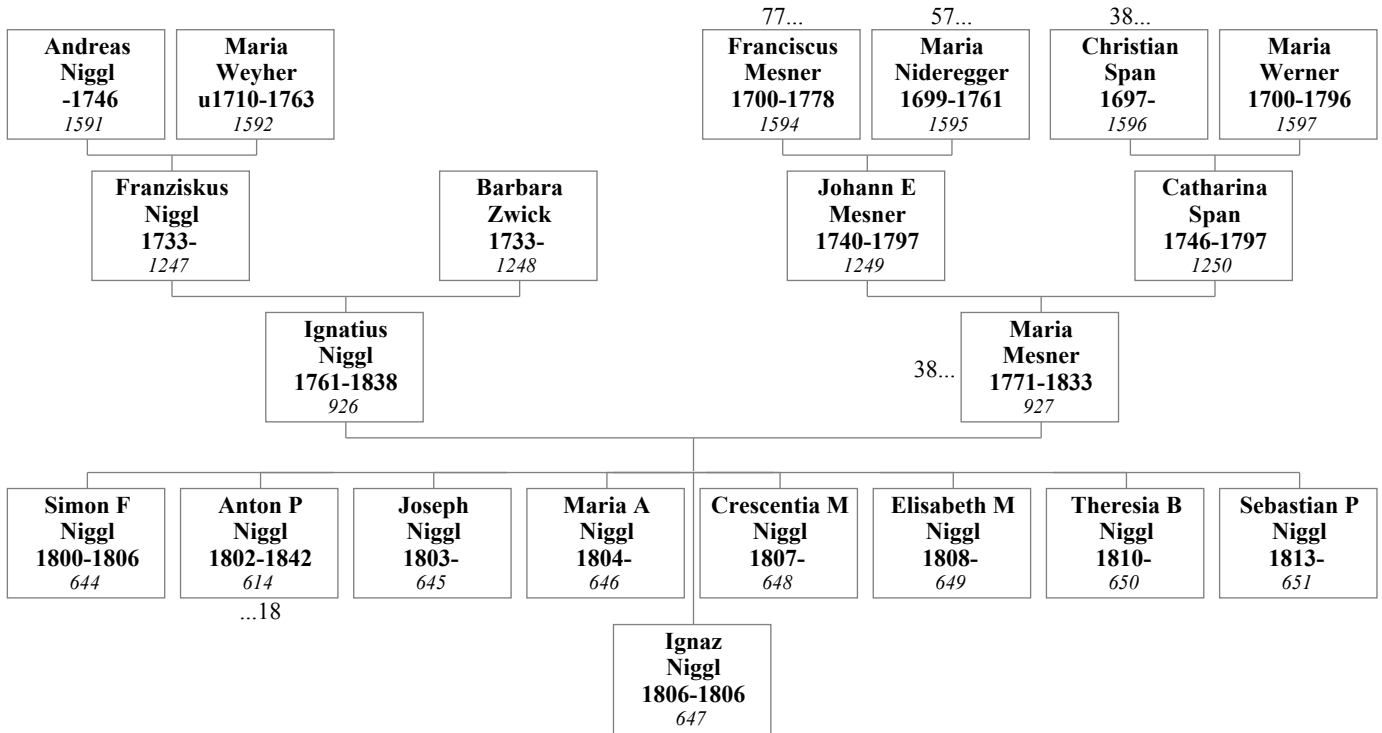 77...
57...
38...
Andreas
Niggl
-1746
1591
Maria
Weyher
u1710-1763
1592
Franciscus
Mesner
1700-1778
1594
Maria
Nideregger
1699-1761
1595
Christian
Span
1697-
1596
Maria
Werner
1700-1796
1597
Franziskus
Niggl
1733-
1247
Barbara
Zwick
1733-
1248
Johann E
Mesner
1740-1797
1249
Catharina
Span
1746-1797
1250
Ignatius
Niggl
1761-1838
926
38...
Maria
Mesner
1771-1833
927
Simon F
Niggl
1800-1806
644
Anton P
Niggl
1802-1842
614
...18
Joseph
Niggl
1803-
645
Maria A
Niggl
1804-
646
Crescentia M
Niggl
1807-
648
Elisabeth M
Niggl
1808-
649
Theresia B
Niggl
1810-
650
Sebastian P
Niggl
1813-
651
Ignaz
Niggl
1806-1806
647